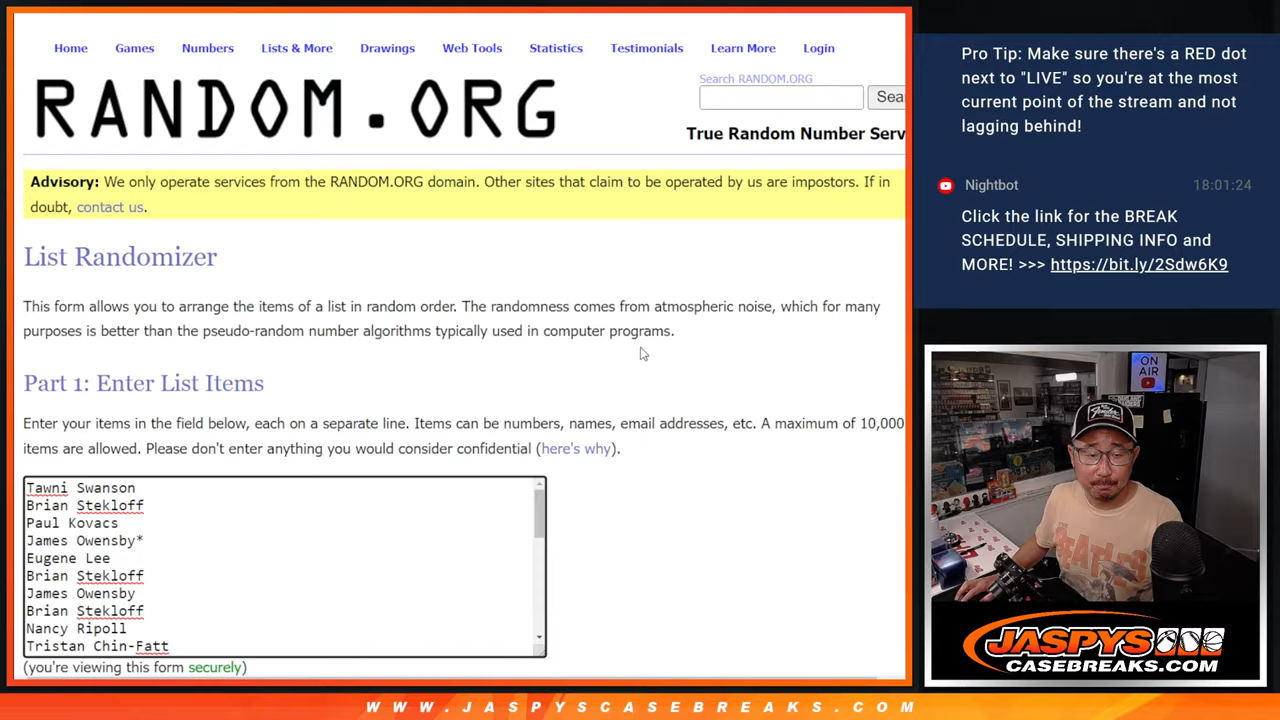 Home Games Numbers Lists & More Drawings Web Tools Statistics Testimonials Learn More Login
RANDOM.ORG
Search RANDOM.ORG
Sea
True Random Number Serv
Advisory: We only operate services from the RANDOM.ORG domain. Other sites that claim to be operated by us are impostors. If in
doubt, contact us.
List Randomizer
This form allows you to arrange the items of a list in random order. The randomness comes from atmospheric noise, which for many
purposes is better than the pseudo-random number algorithms typically used in computer programs.
Part 1: Enter List Items
Enter your items in the field below, each on a separate line. Items can be numbers, names, email addresses, etc. A maximum of 10,000
items are allowed. Please don't enter anything you would consider confidential (here's why).
Tawni Swanson
Brian Stekloff
Paul Kovacs
James Owensby*
Eugene Lee
Brian Stekloff
James Owensby
Brian Stekloff
Nancy Ripoll
Tristan Chin-Fatt
(you're viewing this form securely)
Pro Tip: Make sure there's a RED dot
next to "LIVE" so you're at the most
current point of the stream and not
lagging behind!
Nightbot 18:01:24
Click the link for the BREAK
SCHEDULE, SHIPPING INFO and
MORE! >>> https://bit.ly/2Sdw6K9
ON
AIR
JASPYS
CASEBREAKS.COM
WWW.JASPYSCASEBREAKS.COM